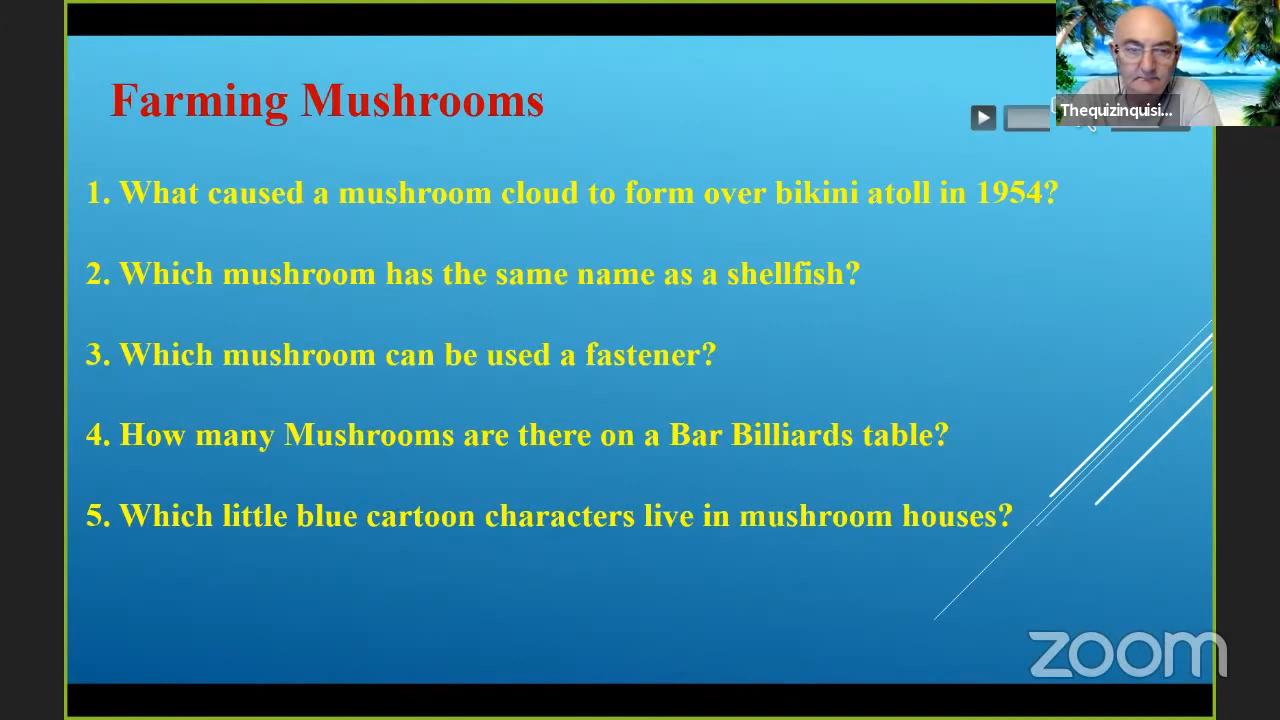 Farming Mushrooms
Thequizinquisi...
1. What caused a mushroom cloud to form over bikini atoll in 1954?
2. Which mushroom has the same name as a shellfish?
3. Which mushroom can be used a fastener?
4. How many Mushrooms are there on a Bar Billiards table?
5. Which little blue cartoon characters live in mushroom houses?
zoom